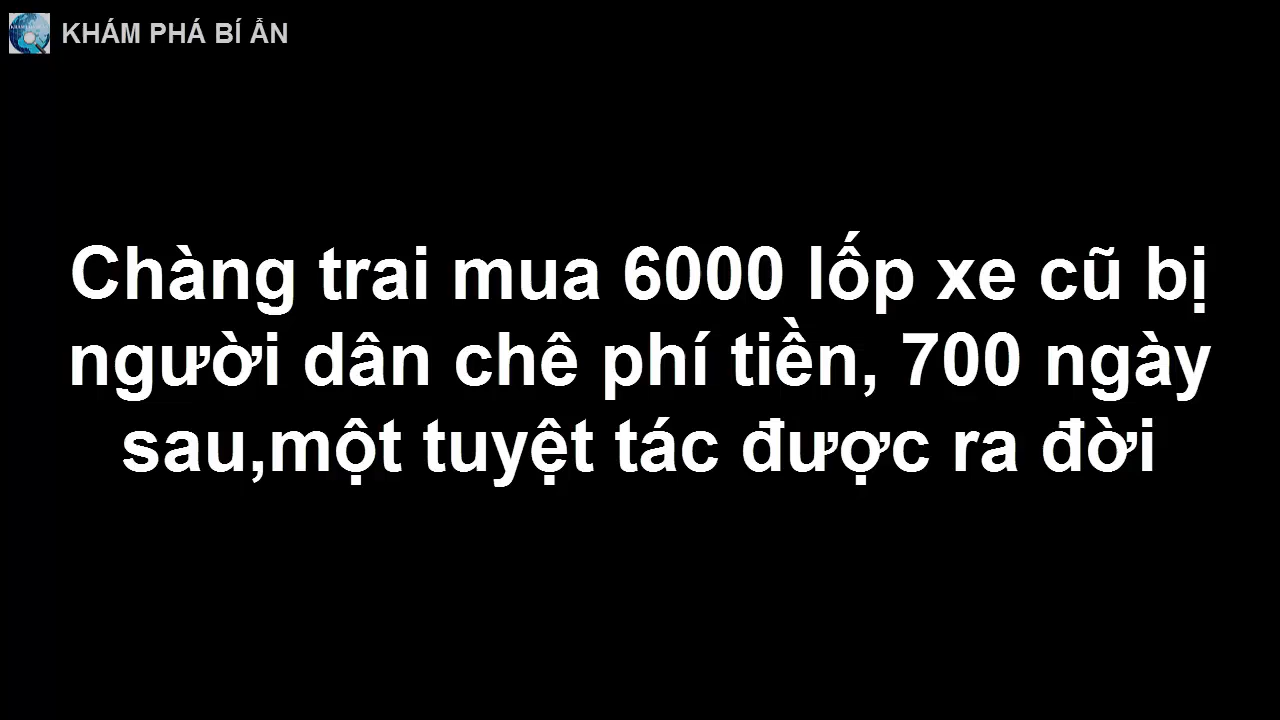 KHÁM PHÁ BÍ ẨN
Chàng trai mua 6000 lốp xe cũ bị
người dân chê phí tiền, 700 ngày
sau,một tuyệt tác được ra đời